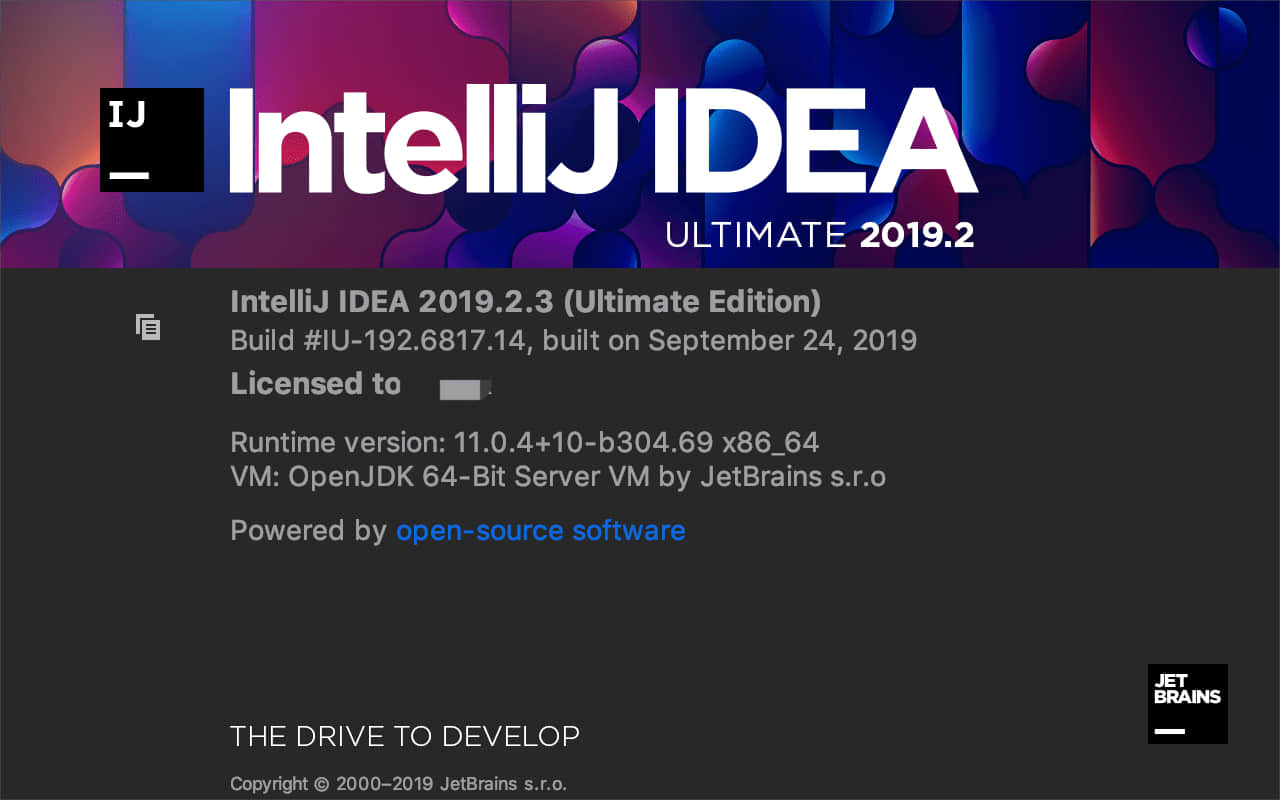 IJ
IntelliJ IDEA
ULTIMATE 2019.2
IntelliJ IDEA 2019.2.3 (Ultimate Edition)
Build #IU-192.6817.14, built on September 24, 2019
Licensed to
Runtime version: 11.0.4+10-b304.69 x86_64
VM: OpenJDK 64-Bit Server VM by JetBrains s.r.o
Powered by open-source software
JET
BRAINS
THE DRIVE TO DEVELOP
Copyright © 2000–2019 JetBrains s.r.o.